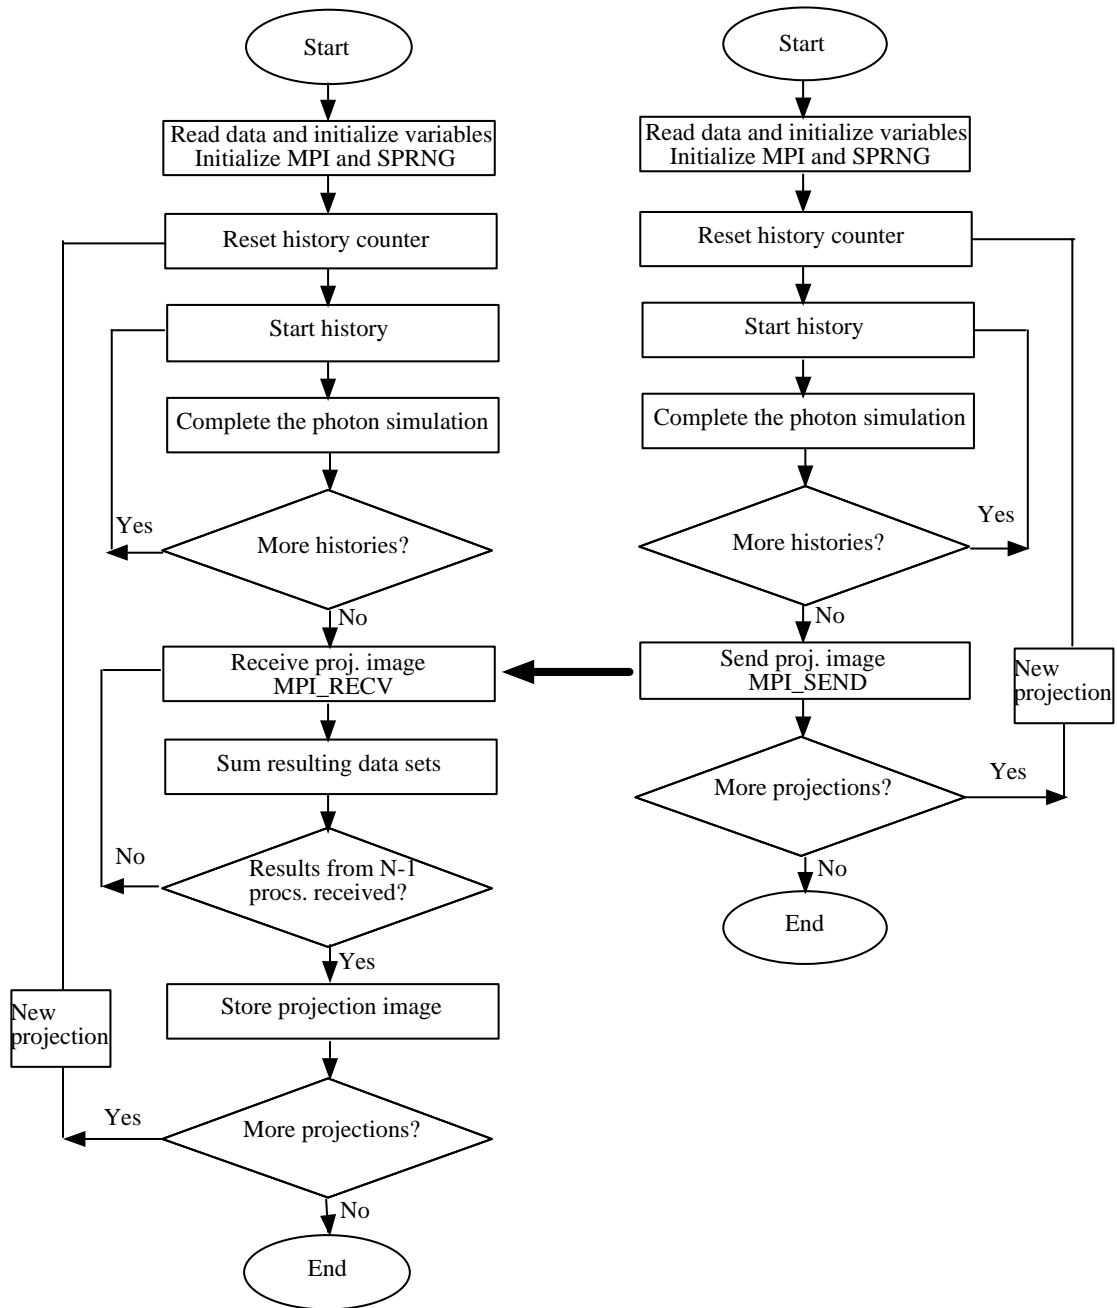 Start
Read data and initialize variables
Initialize MPI and SPRNG
Reset history counter
Start history
Complete the photon simulation
Yes
More histories?
No
Receive proj. image
MPI_RECV
Sum resulting data sets
No
Results from N-1
procs. received?
Yes
Store projection image
New
projection
Yes
More projections?
No
End
Start
Read data and initialize variables
Initialize MPI and SPRNG
Reset history counter
Start history
Complete the photon simulation
Yes
More histories?
No
Send proj. image
MPI_SEND
New
projection
Yes
More projections?
No
End